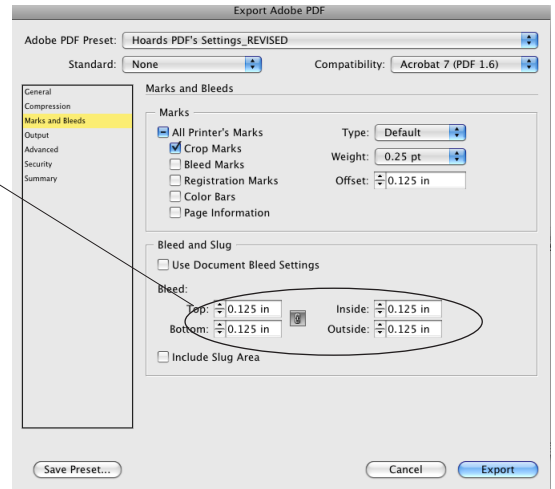 Export Adobe PDF
Adobe PDF Preset: Hoards PDF's Settings_REVISED
Standard: None Compatibility: Acrobat 7 (PDF 1.6)
General
Compression
Marks and Bleeds
Output
Advanced
Security
Summary
Marks and Bleeds
Marks
All Printer's Marks
Crop Marks
Bleed Marks
Registration Marks
Color Bars
Page Information
Type: Default
Weight: 0.25 pt
Offset: 0.125 in
Bleed and Slug
Use Document Bleed Settings
Bleed:
Top: 0.125 in Inside: 0.125 in
Bottom: 0.125 in Outside: 0.125 in
Include Slug Area
Save Preset... Cancel Export